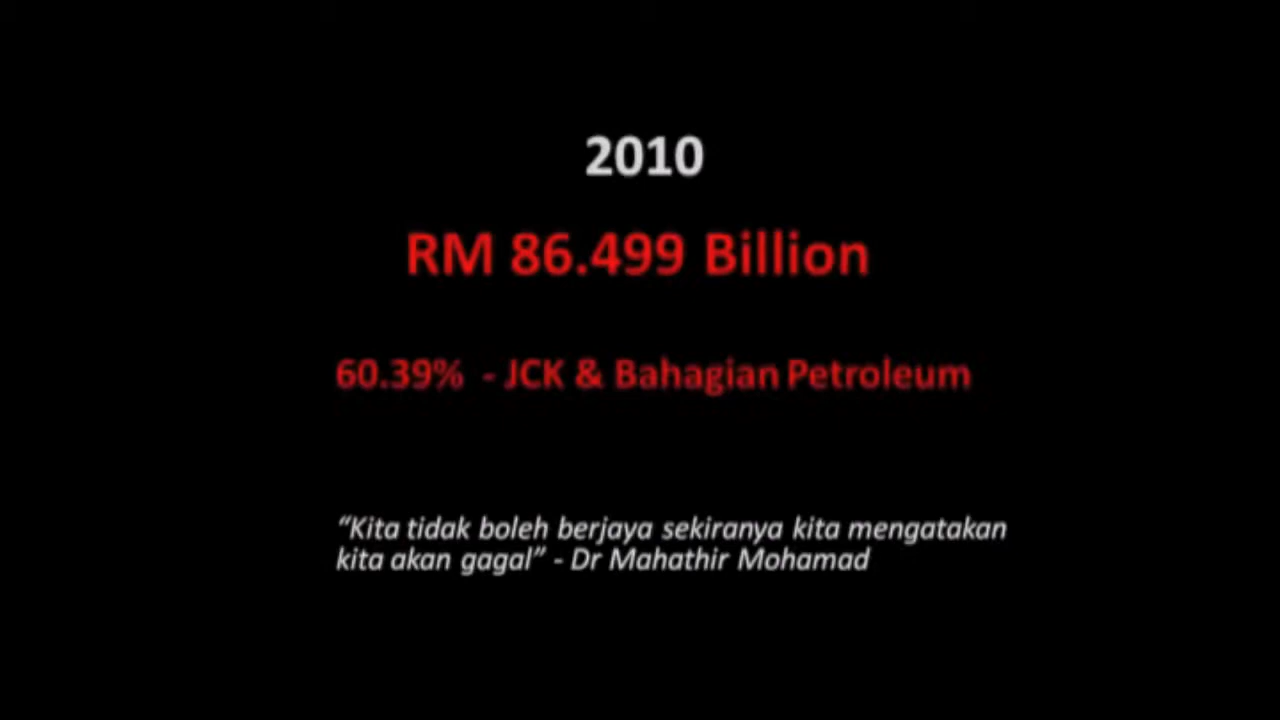 2010
RM 86.499 Billion
60.39% - JCK & Bahagian Petroleum
“Kita tidak boleh berjaya sekiranya kita mengatakan
kita akan gagal” - Dr Mahathir Mohamad